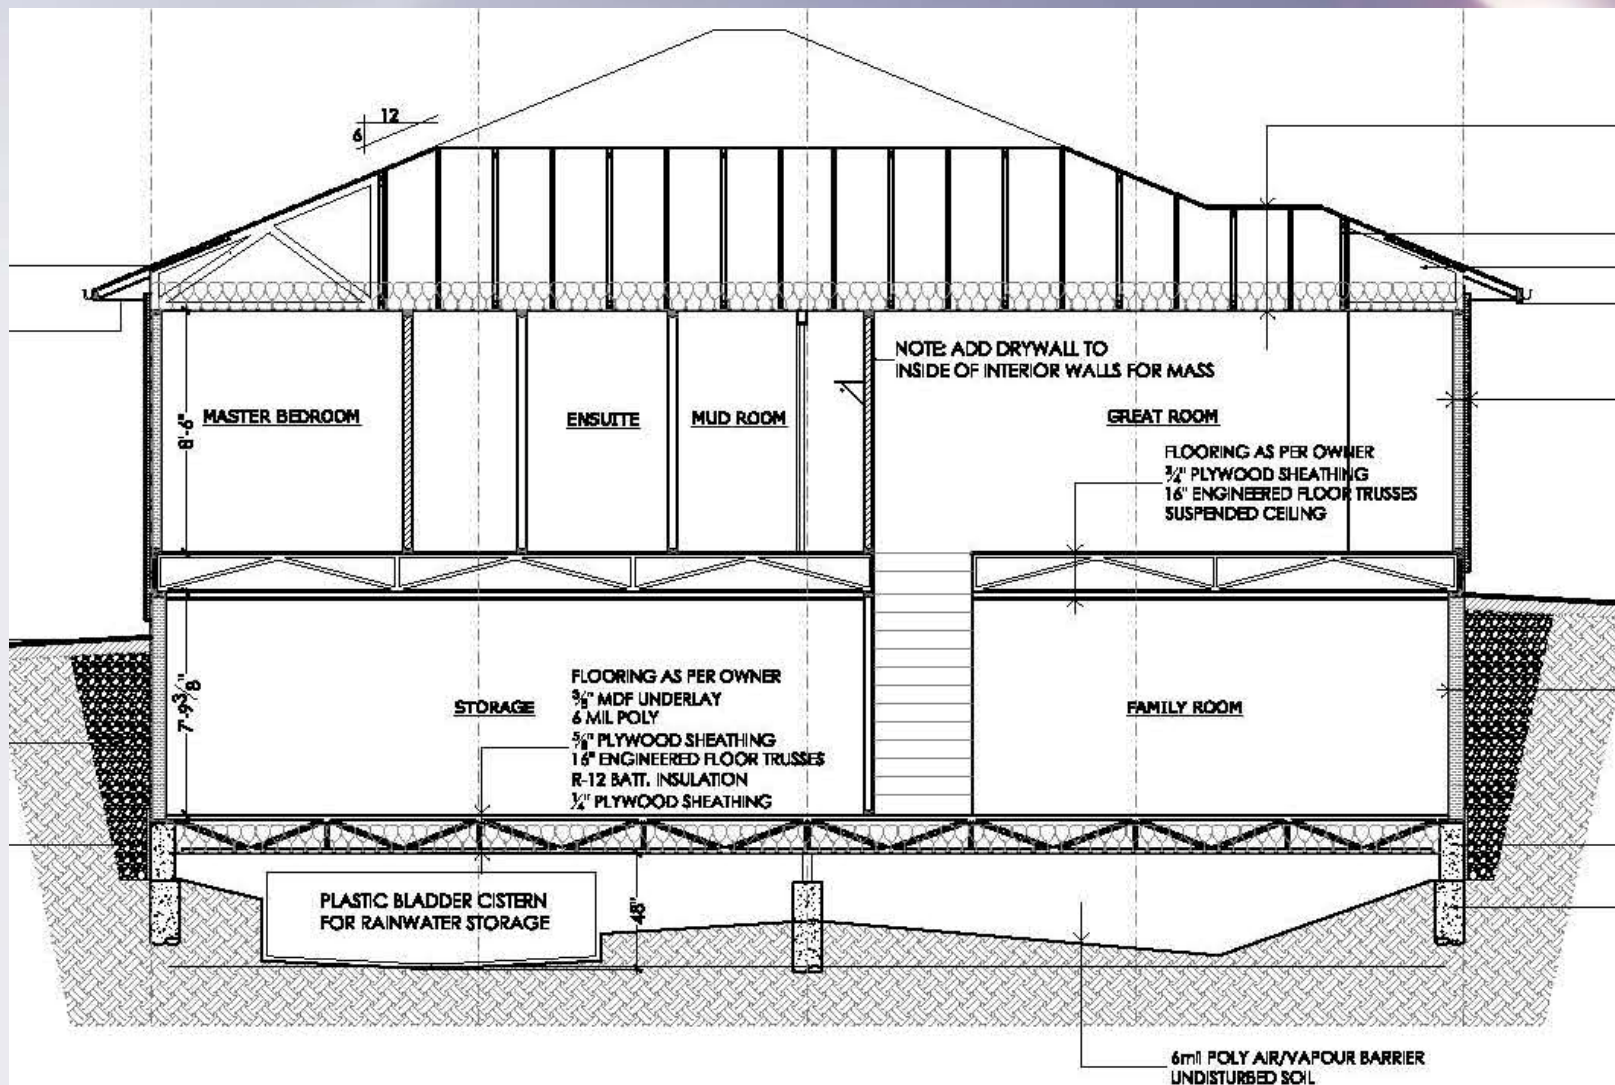 12
6
NOTE: ADD DRYWALL TO
INSIDE OF INTERIOR WALLS FOR MASS
8'-6"
MASTER BEDROOM
ENSUITE
MUD ROOM
GREAT ROOM
FLOORING AS PER OWNER
3/4" PLYWOOD SHEATHING
16" ENGINEERED FLOOR TRUSSES
SUSPENDED CEILING
7'-9 3/8"
STORAGE
FLOORING AS PER OWNER
3/8" MDF UNDERLAY
6 MIL POLY
5/8" PLYWOOD SHEATHING
16" ENGINEERED FLOOR TRUSSES
R-12 BATT. INSULATION
1/4" PLYWOOD SHEATHING
FAMILY ROOM
PLASTIC BLADDER CISTERN
FOR RAINWATER STORAGE
48"
6mil POLY AIR/VAPOUR BARRIER
UNDISTURBED SOIL